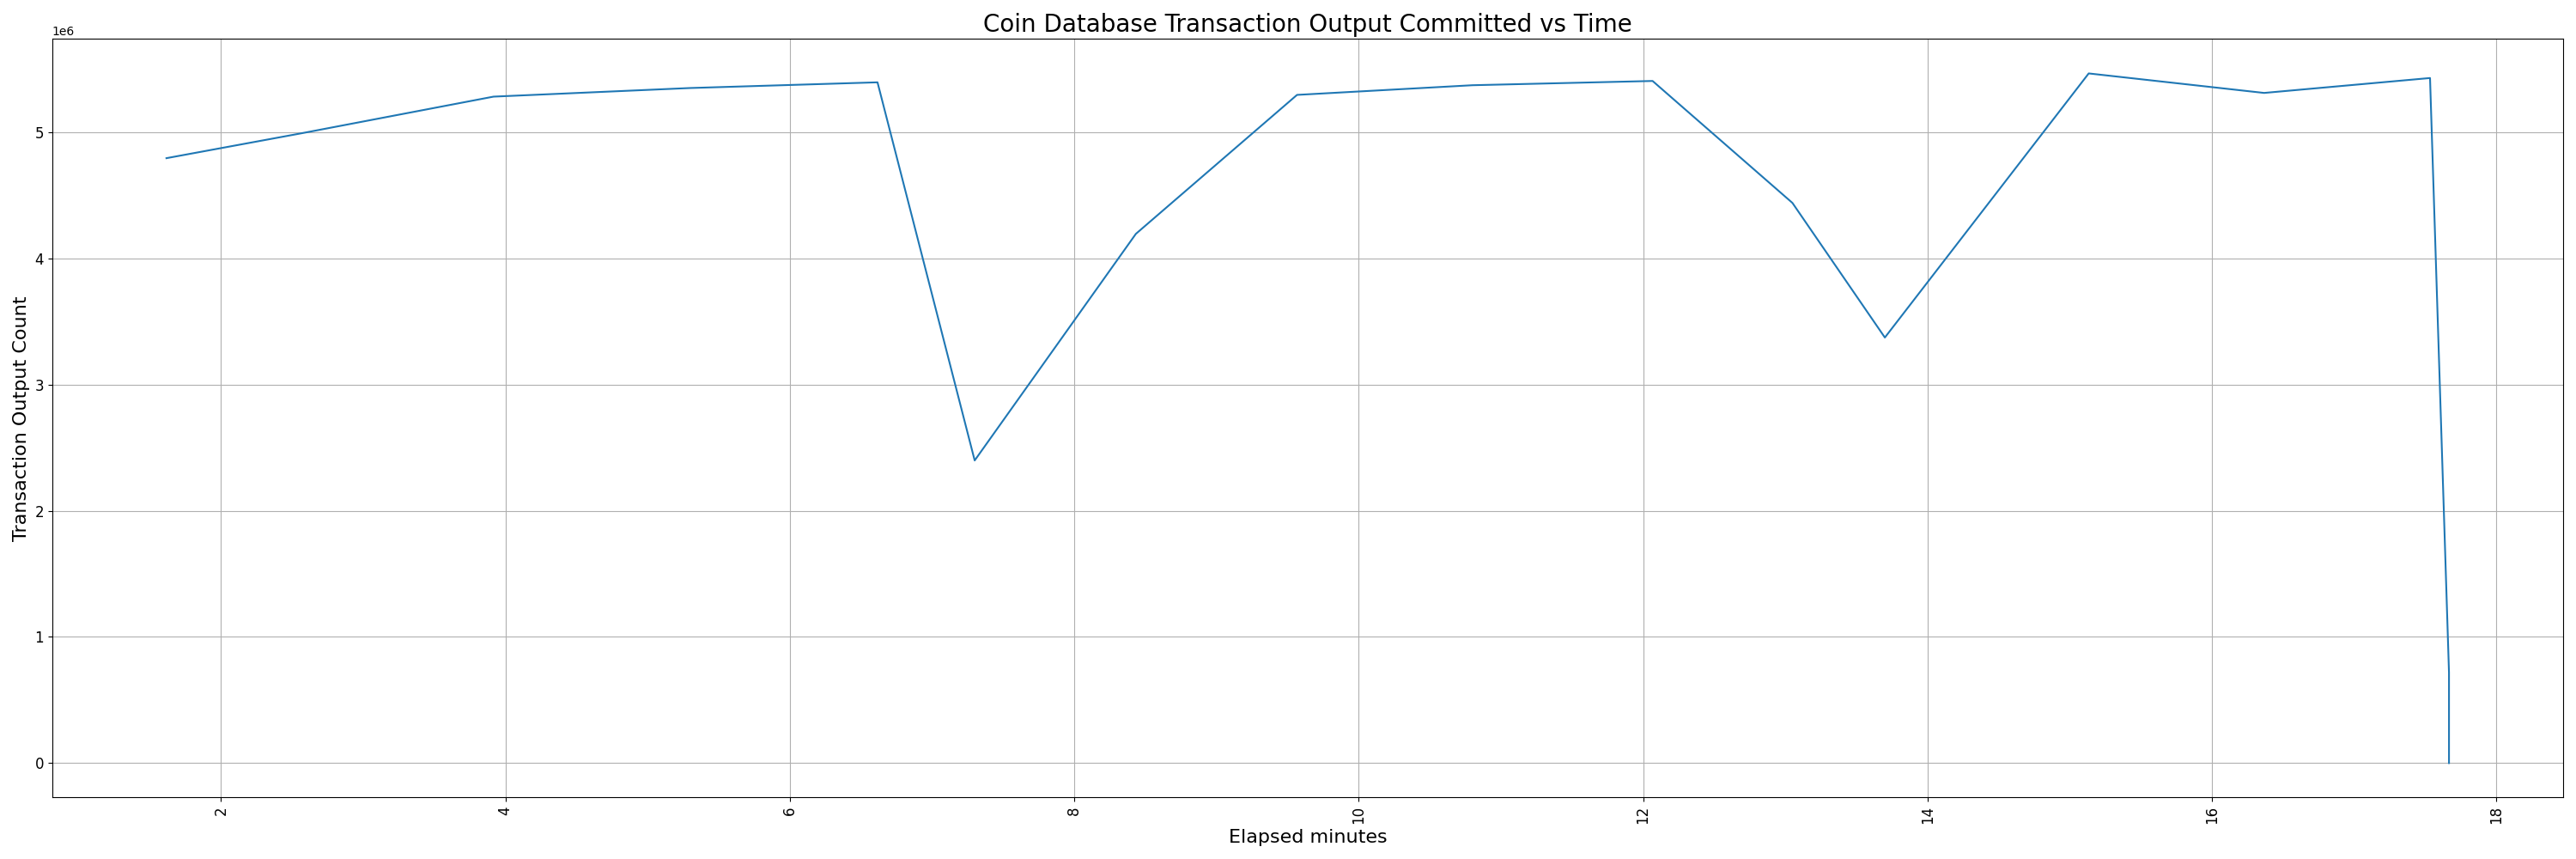 Coin Database Transaction Output Committed vs Time
1e6
Transaction Output Count
5
4
3
2
1
0
2 4 6 8 10 12 14 16 18
Elapsed minutes